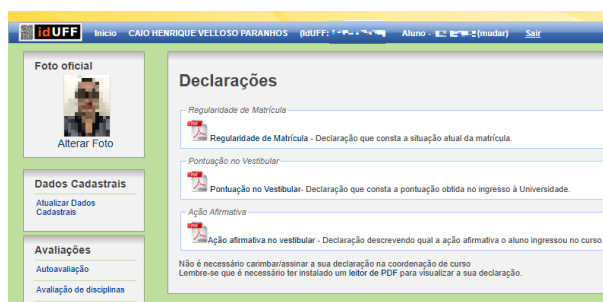 idUFF Inicio CAIO HENRIQUE VELLOSO PARANHOS (IdUFF: Aluno - (mudar) Sair
Foto oficial
Alterar Foto
Dados Cadastrais
Atualizar Dados
Cadastrais
Avaliações
Autoavaliação
Avaliação de disciplinas
Declarações
Regularidade de Matrícula
PDF
Regularidade de Matrícula - Declaração que consta a situação atual da matrícula.
Pontuação no Vestibular
PDF
Pontuação no Vestibular- Declaração que consta a pontuação obtida no ingresso à Universidade.
Ação Afirmativa
PDF
Ação afirmativa no vestibular - Declaração descrevendo qual a ação afirmativa o aluno ingressou no curso.
Não é necessário carimbar/assinar a sua declaração na coordenação de curso
Lembre-se que é necessário ter instalado um leitor de PDF para visualizar a sua declaração.